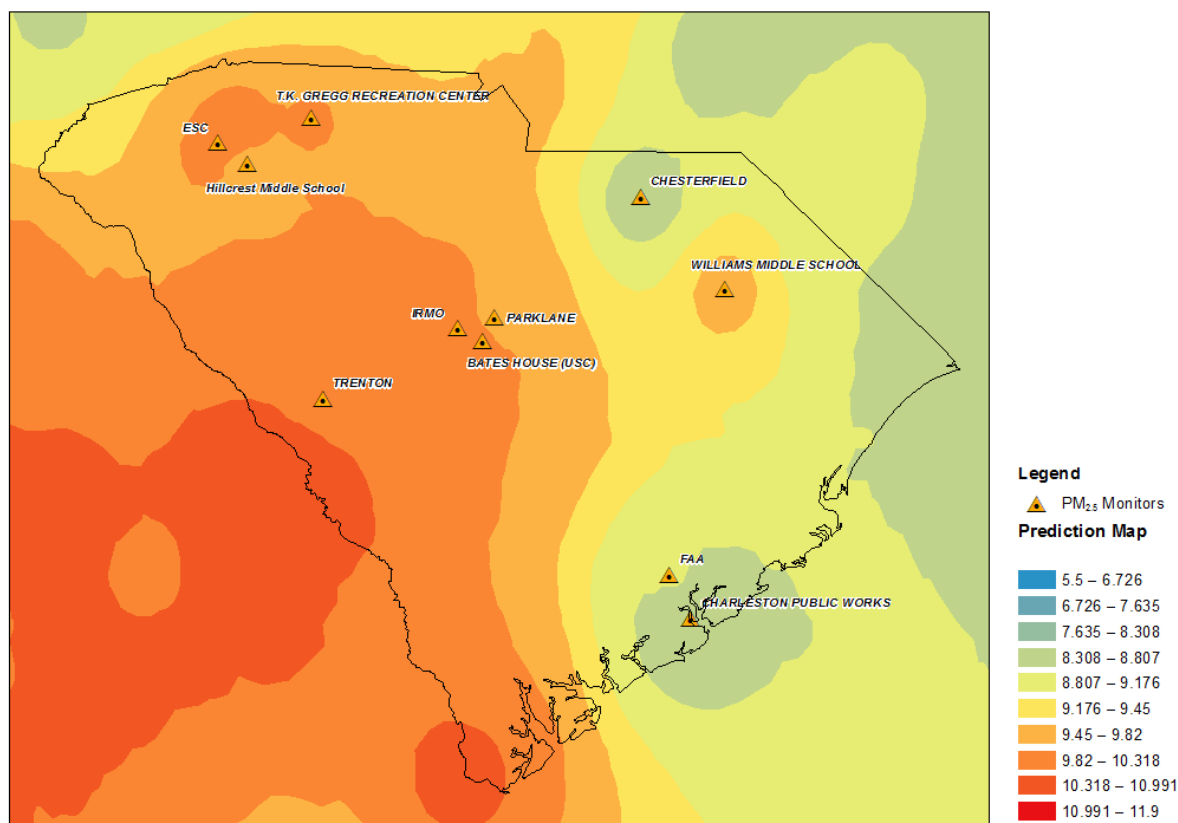 T.K. GREGG RECREATION CENTER
ESC
Hillcrest Middle School
CHESTERFIELD
WILLIAMS MIDDLE SCHOOL
IRMO
PARKLANE
BATES HOUSE (USC)
TRENTON
FAA
CHARLESTON PUBLIC WORKS
Legend
PM2.5 Monitors
Prediction Map
5.5 – 6.726
6.726 – 7.635
7.635 – 8.308
8.308 – 8.807
8.807 – 9.176
9.176 – 9.45
9.45 – 9.82
9.82 – 10.318
10.318 – 10.991
10.991 – 11.9